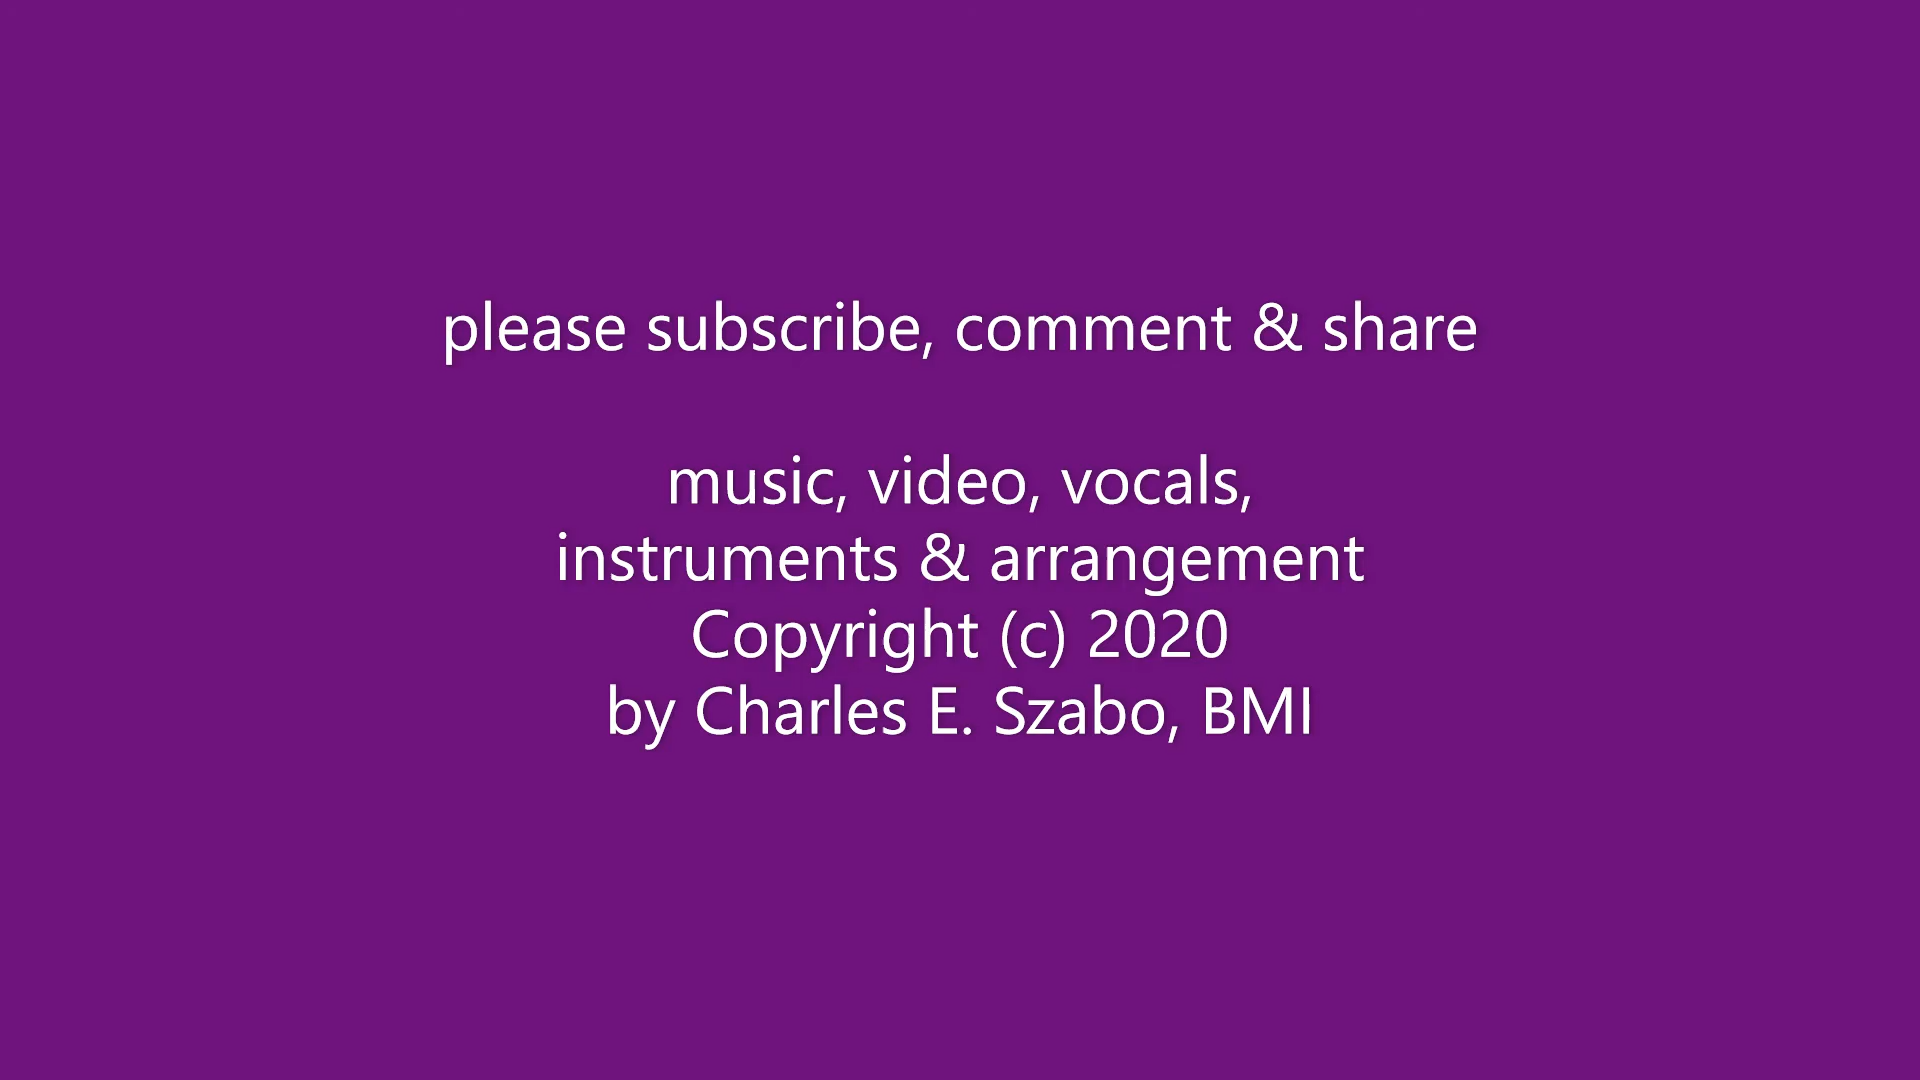 please subscribe, comment & share
music, video, vocals,
instruments & arrangement
Copyright (c) 2020
by Charles E. Szabo, BMI